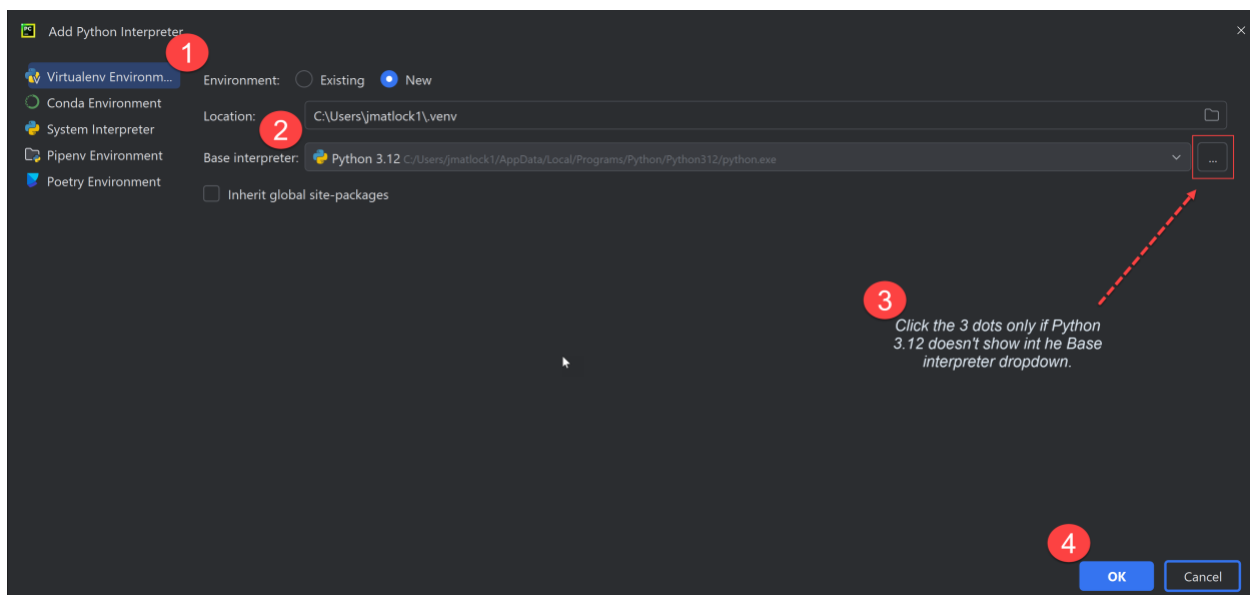 PC
Add Python Interpreter
×
1
Virtualenv Environm...
Environment: Existing New
Conda Environment
Location: C:\Users\jmatlock1\.venv
2
System Interpreter
Pipenv Environment
Base interpreter: Python 3.12 C:/Users/jmatlock1/AppData/Local/Programs/Python/Python312/python.exe
...
Poetry Environment
Inherit global site-packages
3
Click the 3 dots only if Python
3.12 doesn't show int he Base
interpreter dropdown.
4
OK Cancel